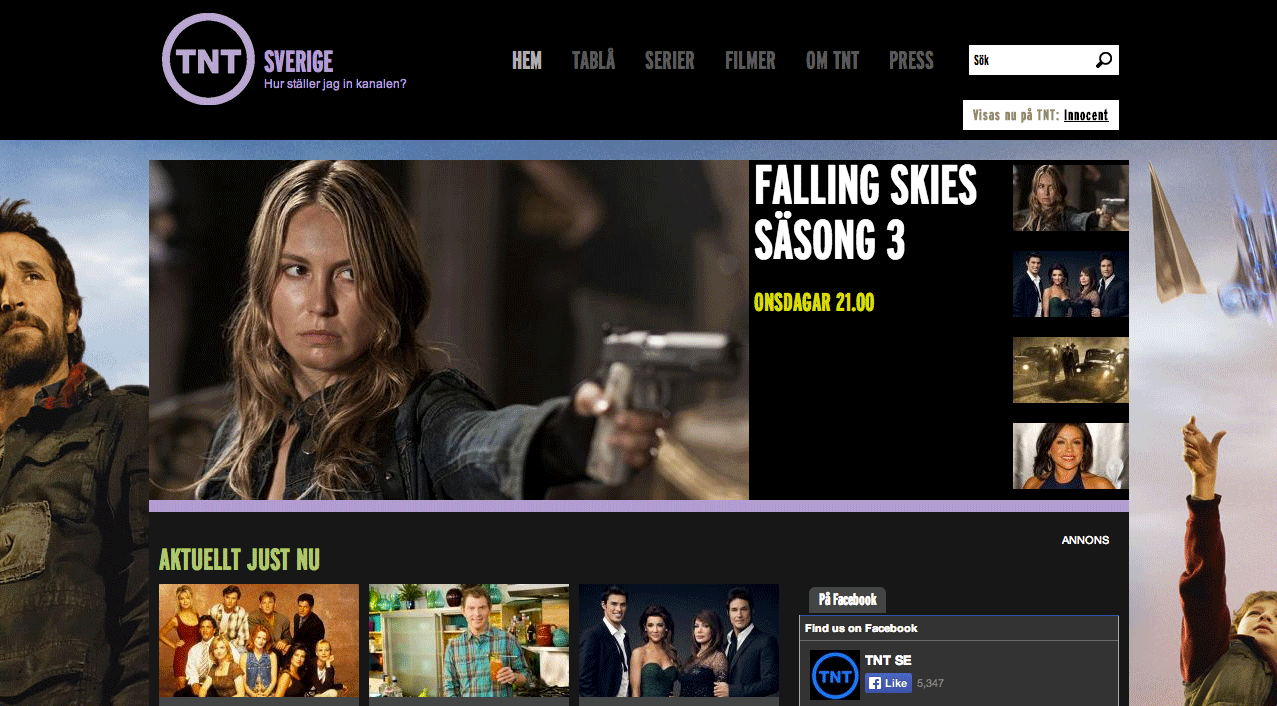 TNT
SVERIGE
Hur ställer jag in kanalen?
HEM TABLÅ SERIER FILMER OM TNT PRESS
Sök
Visas nu på TNT: Innocent
FALLING SKIES
SÄSONG 3
ONSDAGAR 21.00
ANNONS
AKTUELLT JUST NU
På Facebook
Find us on Facebook
TNT
TNT SE
Like 5,347